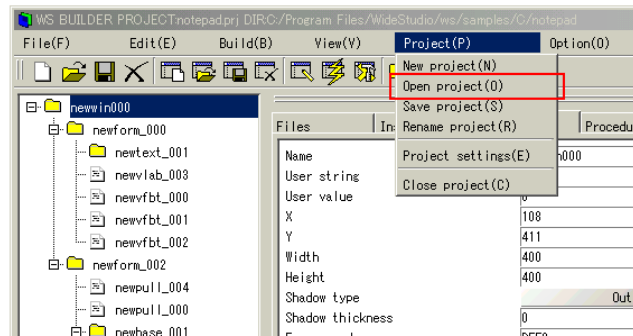 WS BUILDER PROJECT:notepad.prj DIR:C:/Program Files/WideStudio/ws/samples/C/notepad
File(F) Edit(E) Build(B) View(V) Project(P) Option(O)
New project(N)
Open project(O)
Save project(S)
Rename project(R)
Project settings(E)
Close project(C)
newwin000
newform_000
newtext_001
newvlab_003
newvfbt_000
newvfbt_001
newvfbt_002
newform_002
newpull_004
newpull_000
newbase_001
Files In Procedu
Name n000
User string
User value 0
X 108
Y 411
Width 400
Height 400
Shadow type Out
Shadow thickness 0